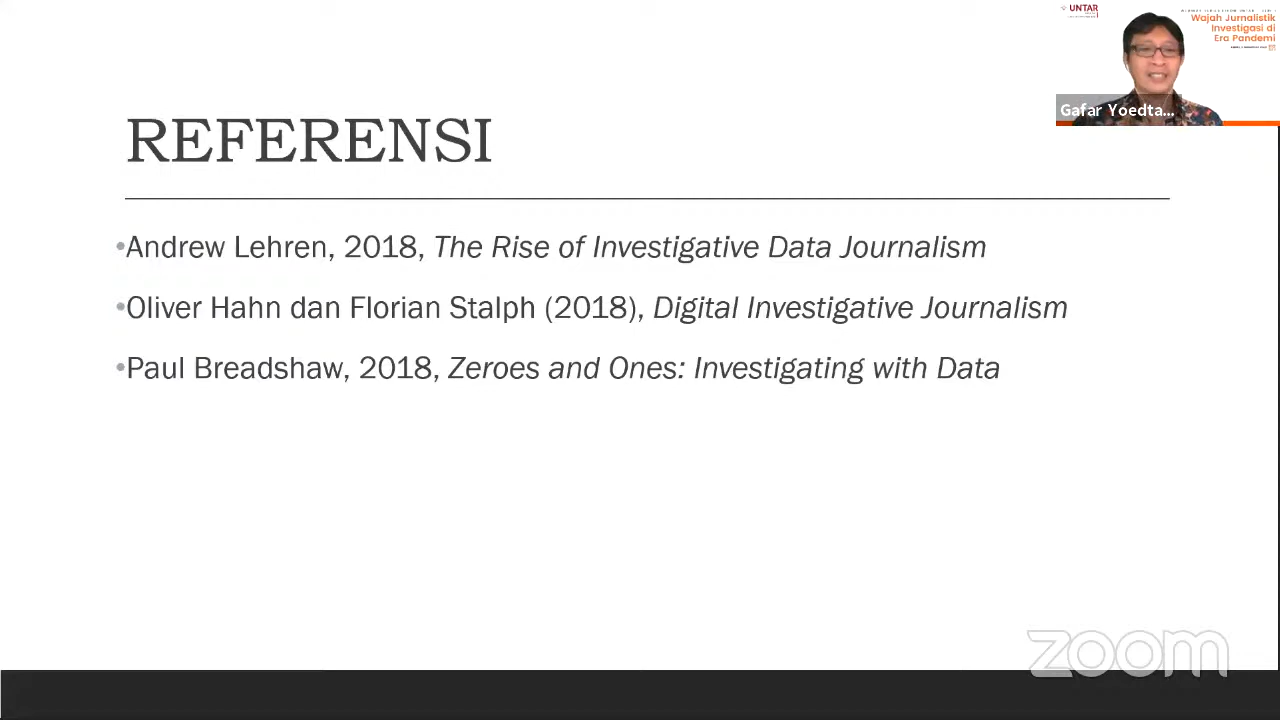 UNTAR
Wajah Jurnalistik
Investigasi di
Era Pandemi
Gafar Yoedta...
REFERENSI
•Andrew Lehren, 2018, The Rise of Investigative Data Journalism
•Oliver Hahn dan Florian Stalph (2018), Digital Investigative Journalism
•Paul Breadshaw, 2018, Zeroes and Ones: Investigating with Data
zoom